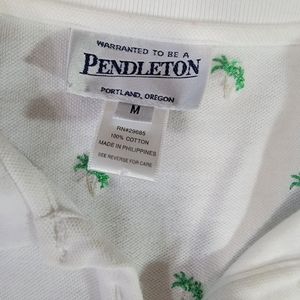 WARRANTED TO BE A
PENDLETON
PORTLAND, OREGON
M
RN#29685
100% COTTON
MADE IN PHILIPPINES
SEE REVERSE FOR CARE